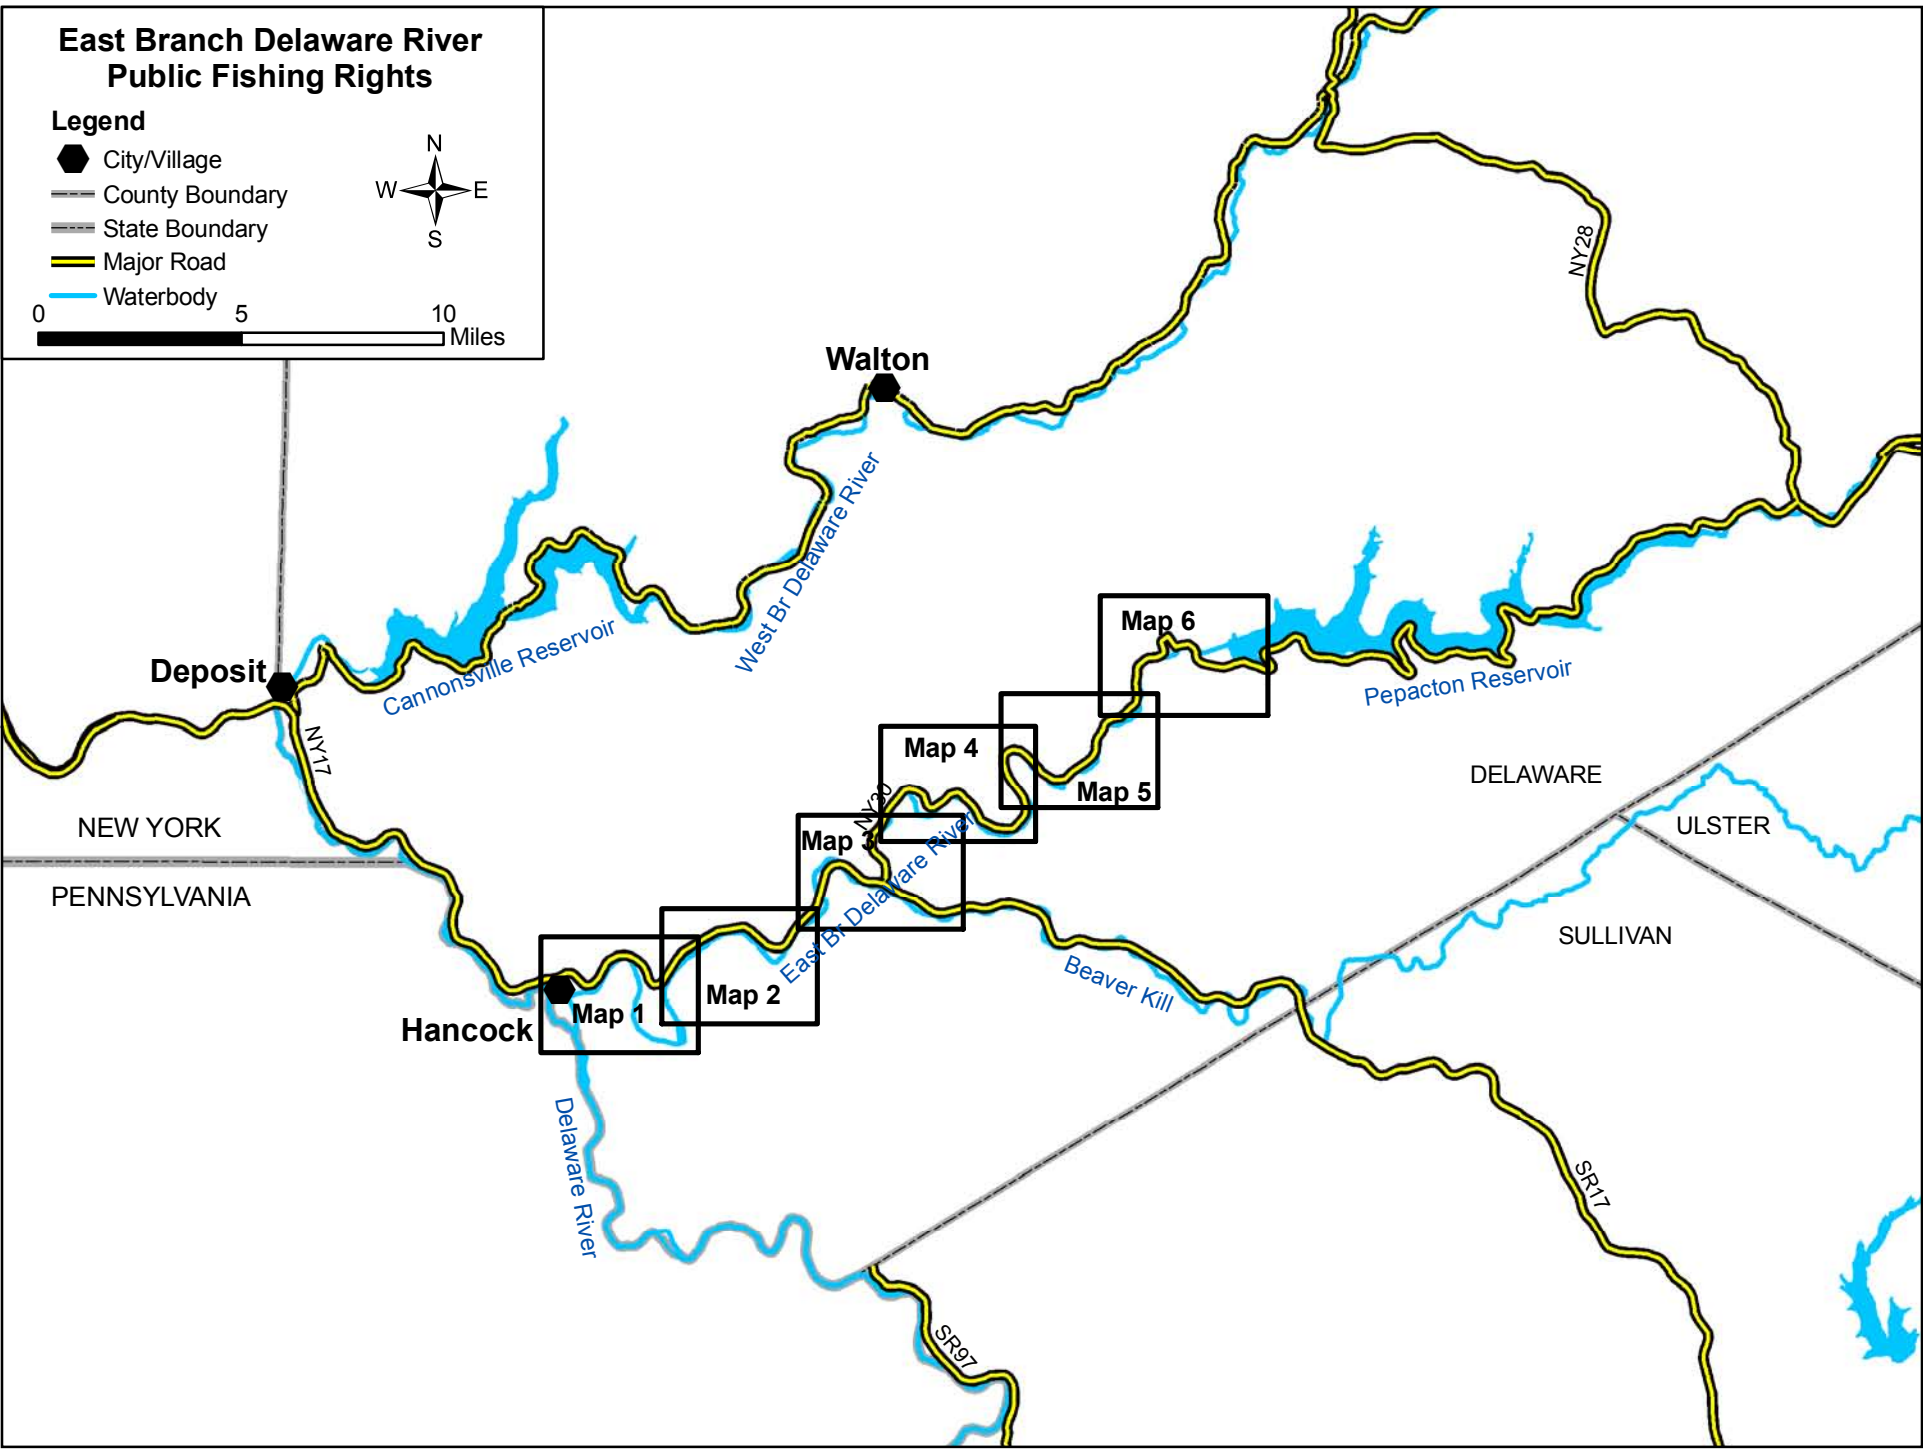 East Branch Delaware River
Public Fishing Rights
Legend
City/Village
County Boundary
State Boundary
Major Road
Waterbody
N
W E
S
0 5 10
Miles
NY28
Walton
West Br Delaware River
Cannonsville Reservoir
Deposit
NY17
Map 6
Pepacton Reservoir
Map 4
Map 5
DELAWARE
NY30
Map 3
NEW YORK
ULSTER
PENNSYLVANIA
SULLIVAN
East Br Delaware River
Beaver Kill
Map 2
Map 1
Hancock
Delaware River
SR17
SR97